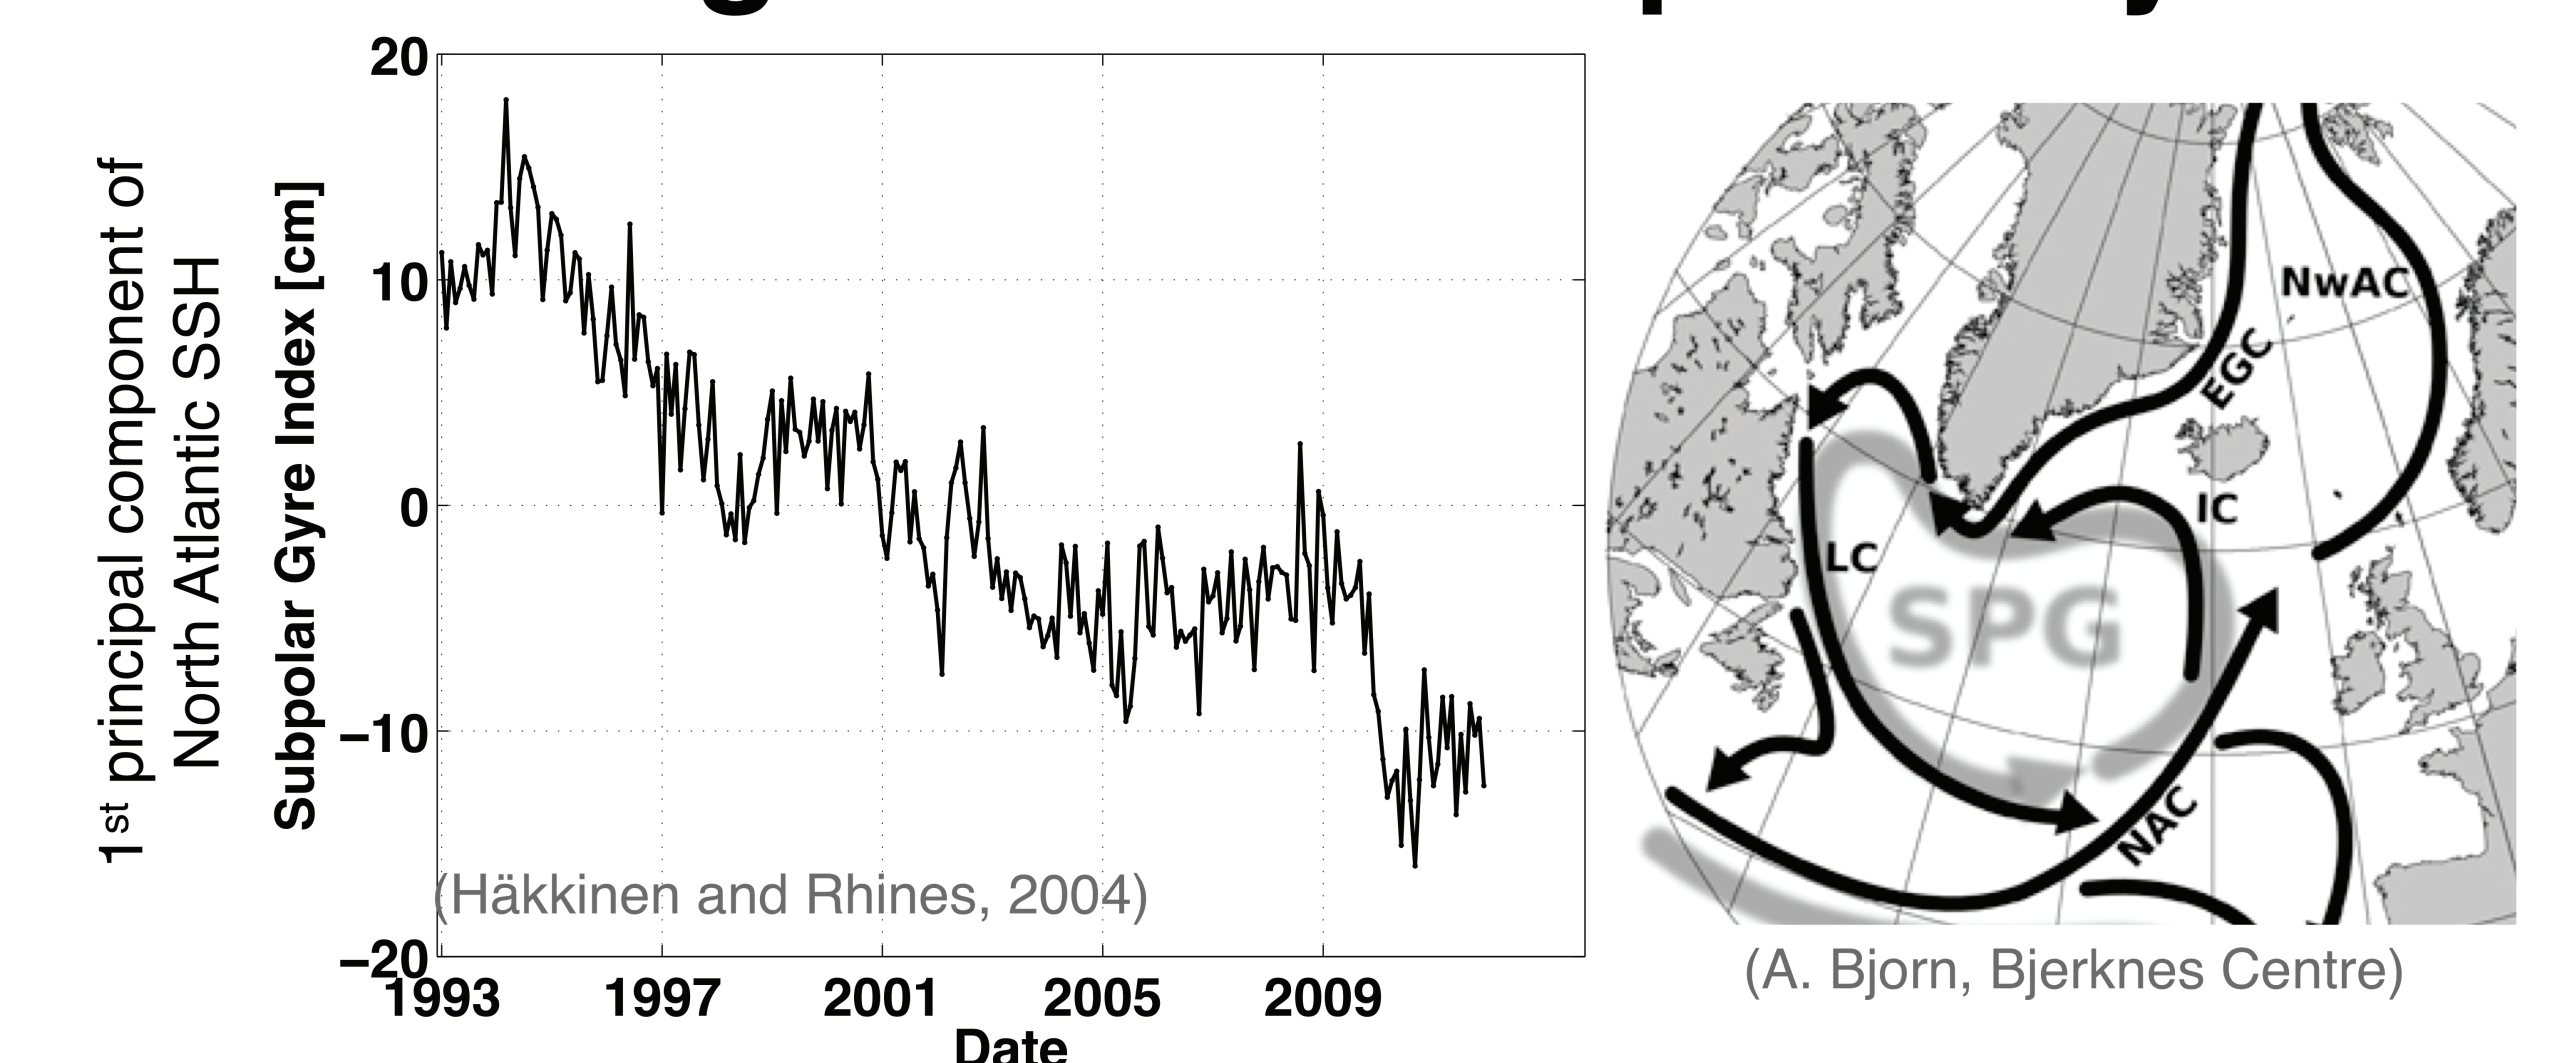 1st principal component of
North Atlantic SSH
Subpolar Gyre Index [cm]
20
10
0
−10
−20
1993 1997 2001 2005 2009
Date
(Häkkinen and Rhines, 2004)
NwAC
EGC
IC
LC
SPG
NAC
(A. Bjorn, Bjerknes Centre)